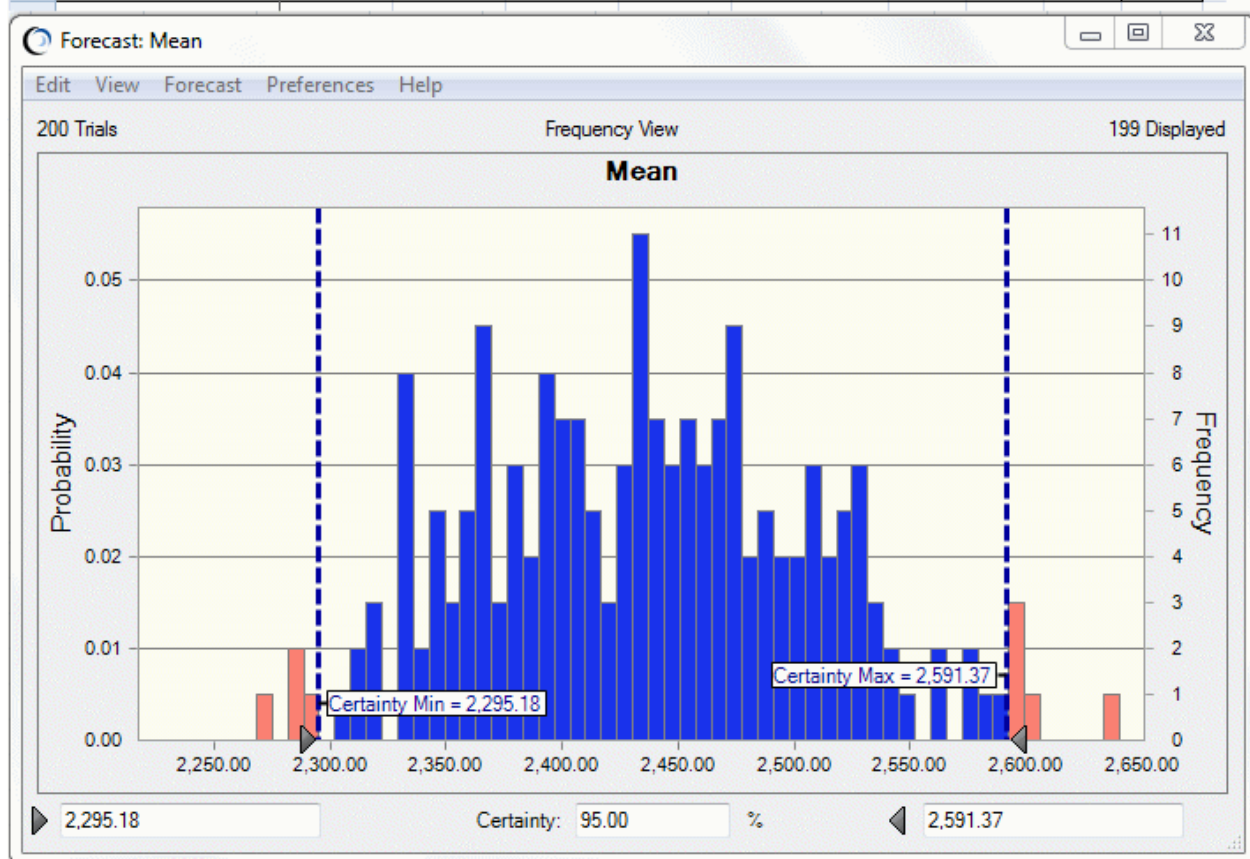 Forecast: Mean
Edit View Forecast Preferences Help
200 Trials Frequency View 199 Displayed
Mean
Probability
0.05
0.04
0.03
0.02
0.01
0.00
11
10
9
8
7
6
5
4
3
2
1
0
Frequency
Certainty Min = 2,295.18
Certainty Max = 2,591.37
2,250.00 2,300.00 2,350.00 2,400.00 2,450.00 2,500.00 2,550.00 2,600.00 2,650.00
2,295.18 Certainty: 95.00 % 2,591.37